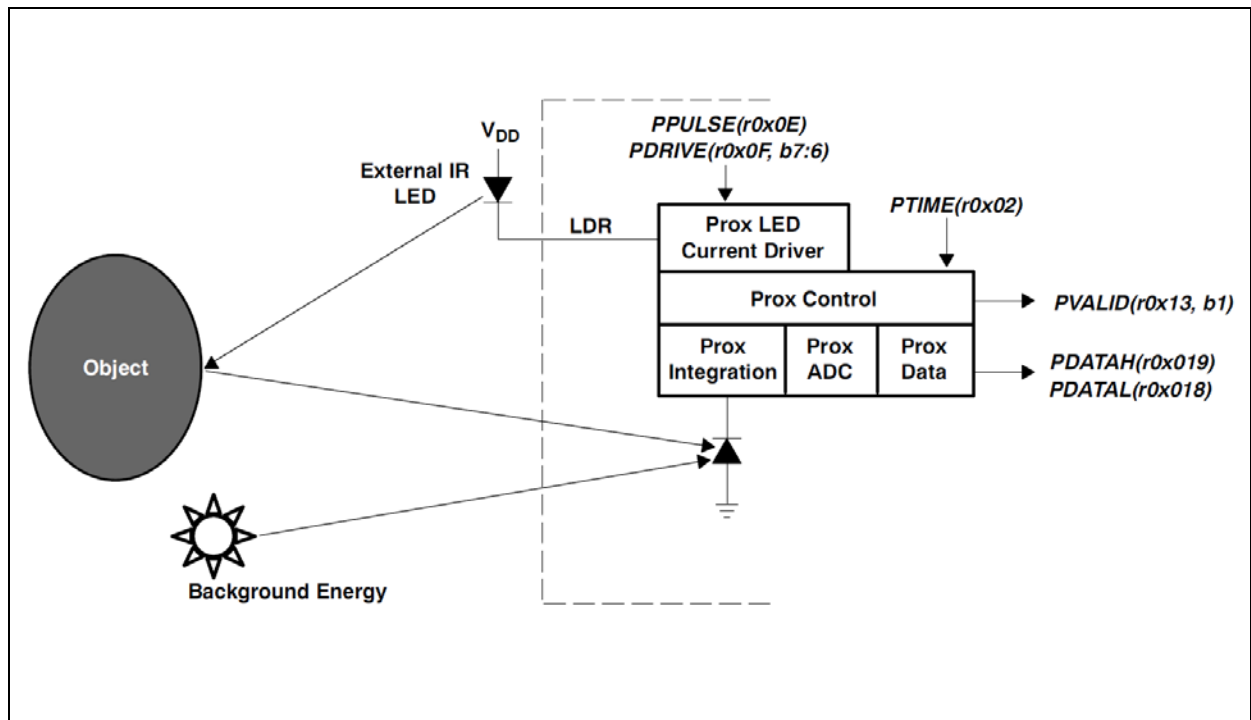 PPULSE(r0x0E)
PDRIVE(r0x0F, b7:6)
VDD
External IR
LED
PTIME(r0x02)
LDR
Prox LED
Current Driver
Prox Control
PVALID(r0x13, b1)
Prox
Integration
Prox
ADC
Prox
Data
PDATAH(r0x019)
PDATAL(r0x018)
Object
Background Energy